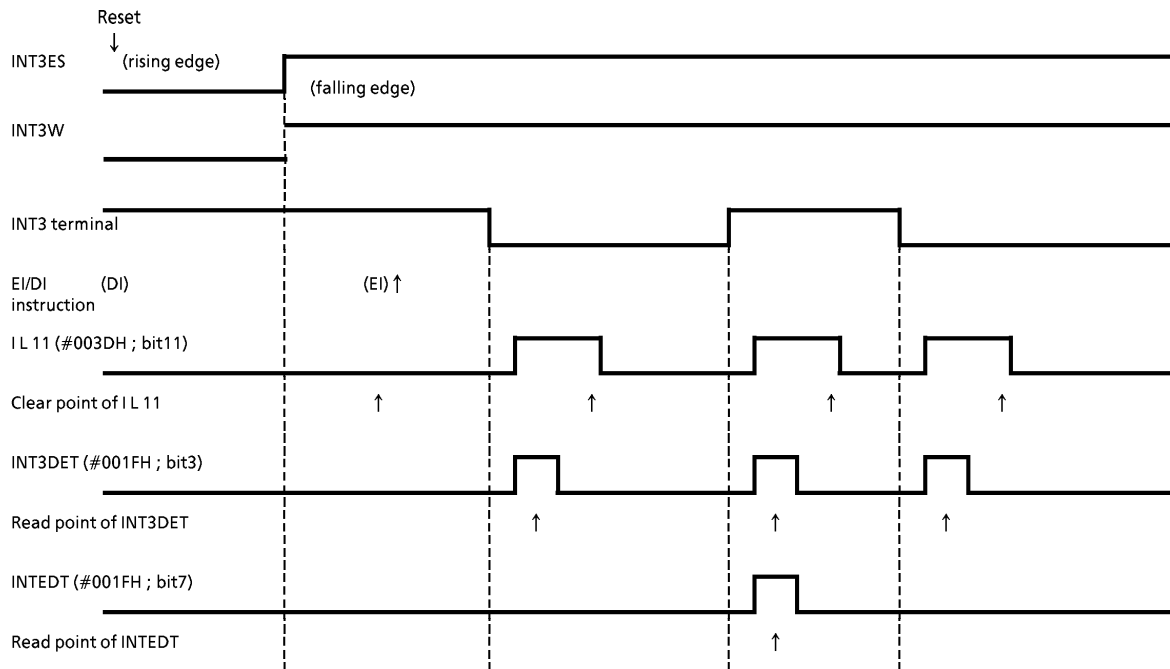 Reset
↓
INT3ES (rising edge)
(falling edge)
INT3W
INT3 terminal
EI/DI (DI) (EI) ↑
instruction
I L 11 (#003DH ; bit11)
Clear point of I L 11 ↑ ↑ ↑ ↑
INT3DET (#001FH ; bit3)
Read point of INT3DET ↑ ↑ ↑
INTEDT (#001FH ; bit7)
Read point of INTEDT ↑